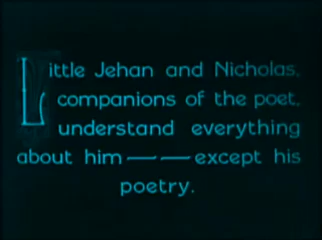 Little Jehan and Nicholas,
companions of the poet,
understand everything
about him — — except his
poetry.